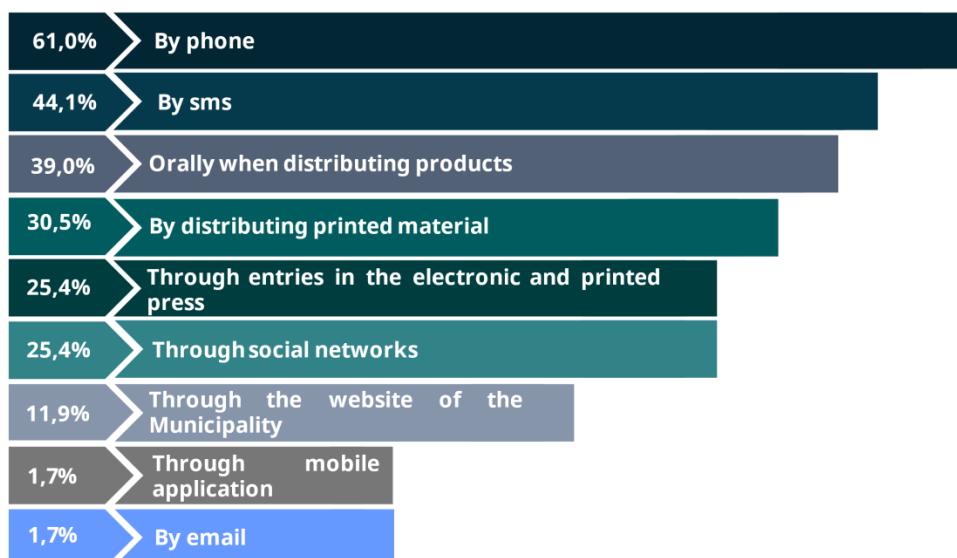 61,0% By phone
44,1% By sms
39,0% Orally when distributing products
30,5% By distributing printed material
25,4% Through entries in the electronic and printed
press
25,4% Through social networks
11,9% Through the website of the
Municipality
1,7% Through mobile
application
1,7% By email